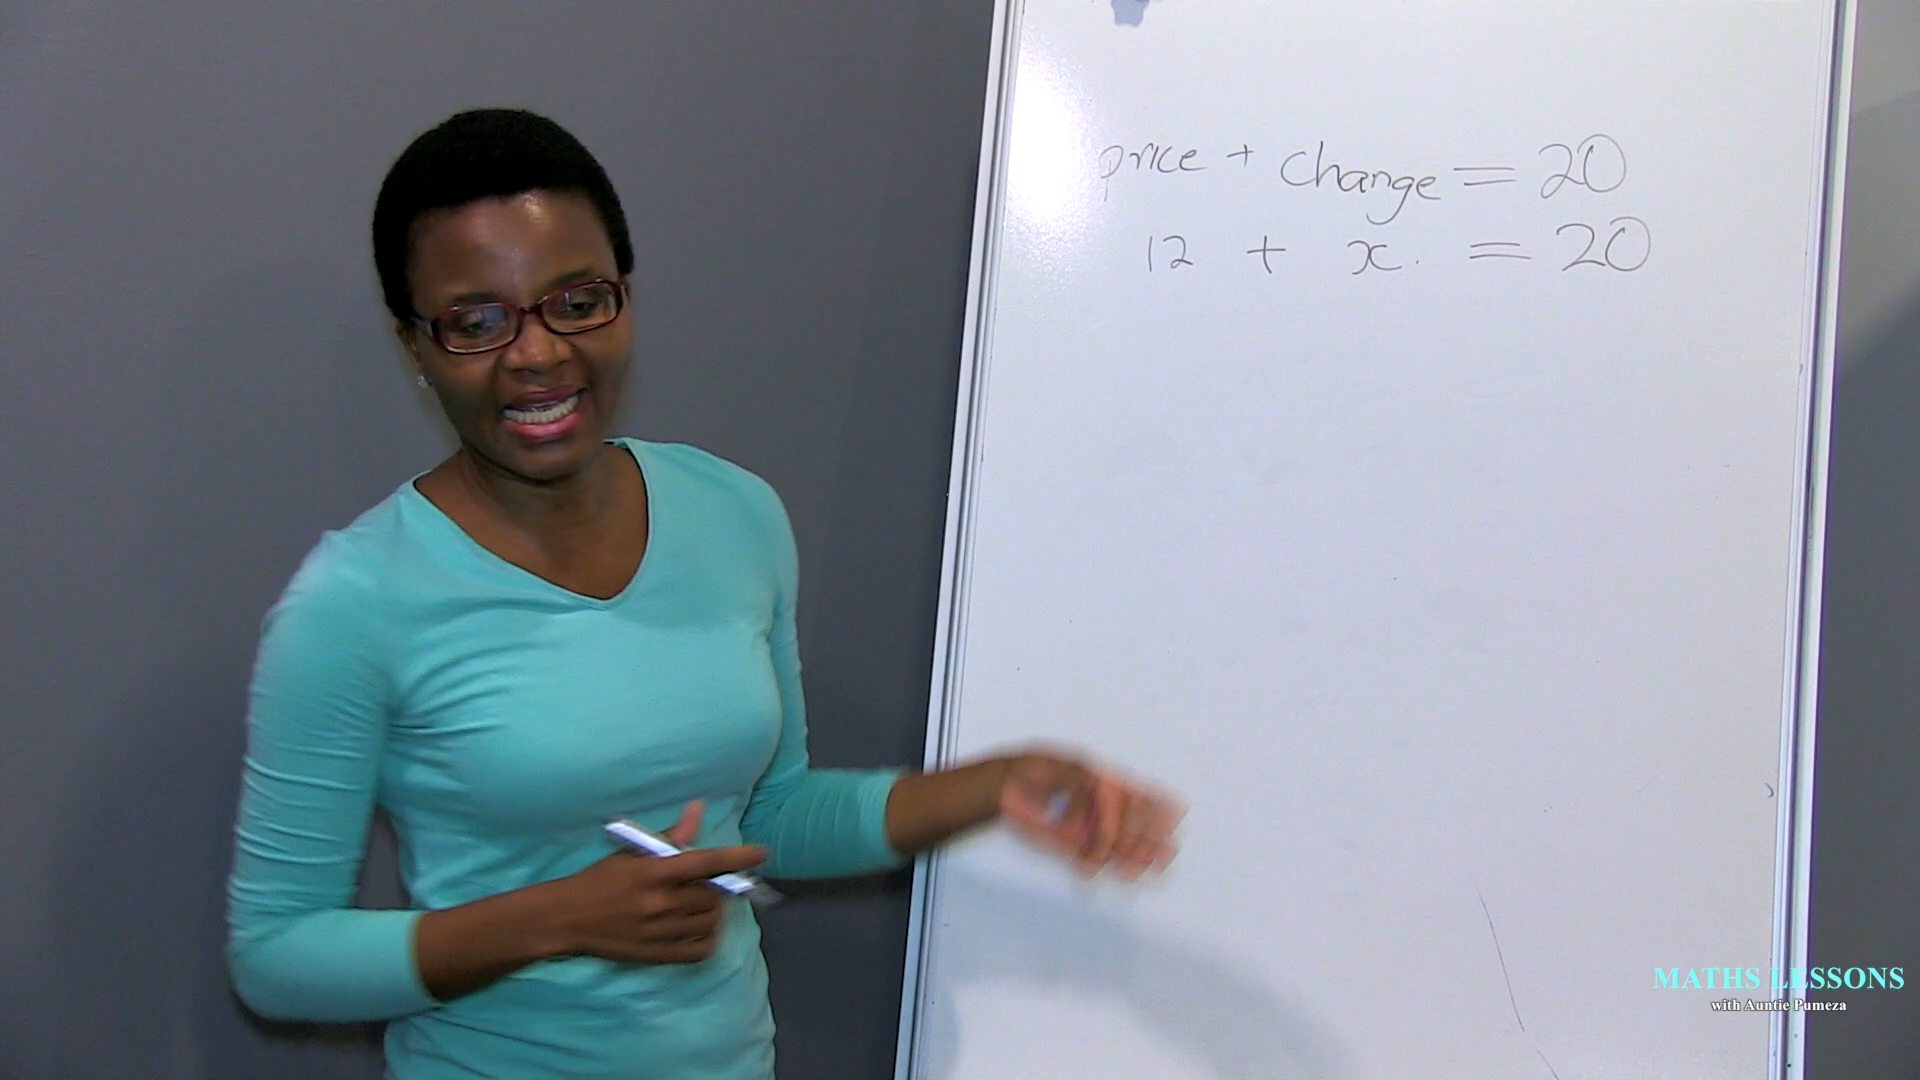 price + change = 20
12 + x = 20
MATHS LESSONS
with Auntie Pumeza